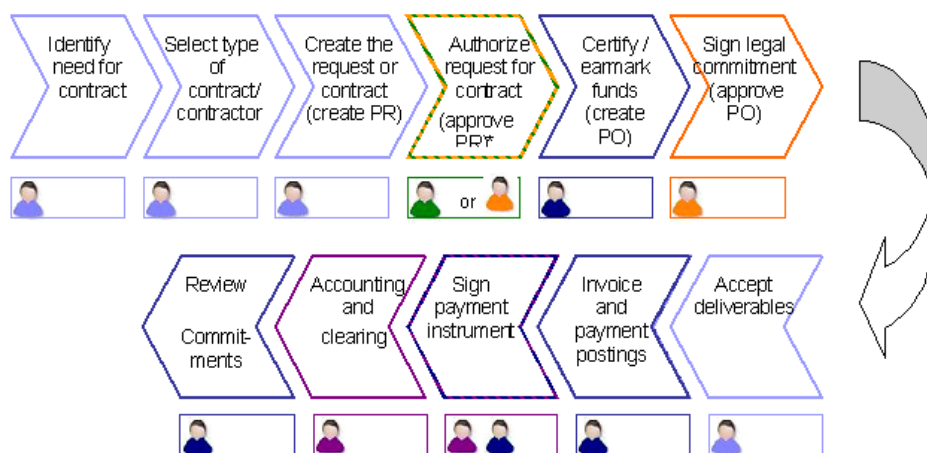 Identify
need for
contract
Select type
of
contract/
contractor
Create the
request or
contract
(create PR)
Authorize
request for
contract
(approve
PR)*
Certify /
earmark
funds
(create
PO)
Sign legal
commitment
(approve
PO)
or
Review
Commit-
ments
Accounting
and
clearing
Sign
payment
instrument
Invoice
and
payment
postings
Accept
deliverables